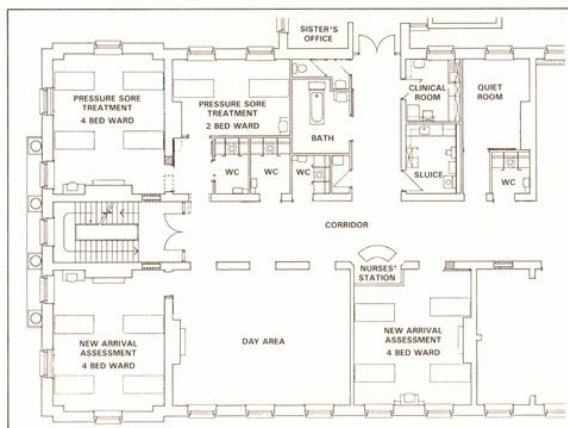 SISTER'S
OFFICE
PRESSURE SORE
TREATMENT
4 BED WARD
PRESSURE SORE
TREATMENT
2 BED WARD
BATH
CLINICAL
ROOM
QUIET
ROOM
SLUICE
WC
WC
WC
WC
CORRIDOR
NURSES'
STATION
NEW ARRIVAL
ASSESSMENT
4 BED WARD
DAY AREA
NEW ARRIVAL
ASSESSMENT
4 BED WARD